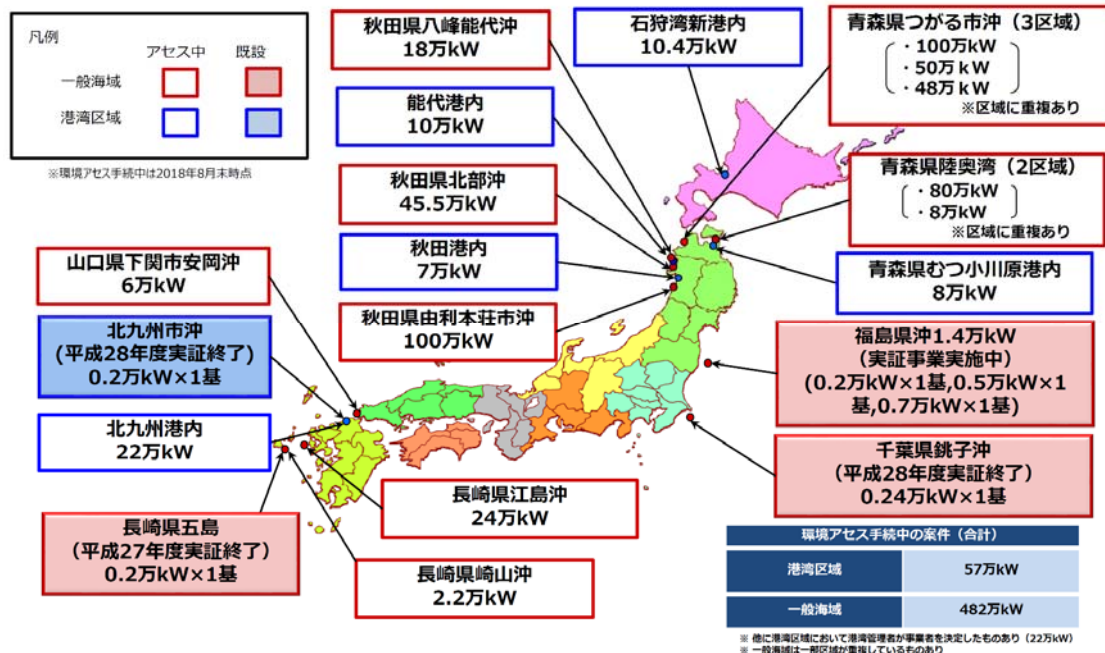 凡例
アセス中 既設
一般海域
港湾区域
※環境アセス手続中は2018年8月末時点
秋田県八峰能代沖
18万kW
能代港内
10万kW
秋田県北部沖
45.5万kW
秋田港内
7万kW
秋田県由利本荘市沖
100万kW
石狩湾新港内
10.4万kW
青森県つがる市沖（3区域）
・100万kW
・50万ｋW
・48万ｋW
※区域に重複あり
青森県陸奥湾（2区域）
・80万kW
・8万kW
※区域に重複あり
青森県むつ小川原港内
8万kW
福島県沖1.4万kW
（実証事業実施中）
(0.2万kW×1基,0.5万kW×1
基,0.7万kW×1基)
千葉県銚子沖
（平成28年度実証終了）
0.24万kW×1基
山口県下関市安岡沖
6万kW
北九州市沖
(平成28年度実証終了)
0.2万kW×1基
北九州港内
22万kW
長崎県五島
（平成27年度実証終了）
0.2万kW×1基
長崎県江島沖
24万kW
長崎県崎山沖
2.2万kW
環境アセス手続中の案件（合計）
港湾区域 57万kW
一般海域 482万kW
※ 他に港湾区域において港湾管理者が事業者を決定したものあり（22万kW）
※ 一般海域は一部区域が重複しているものあり